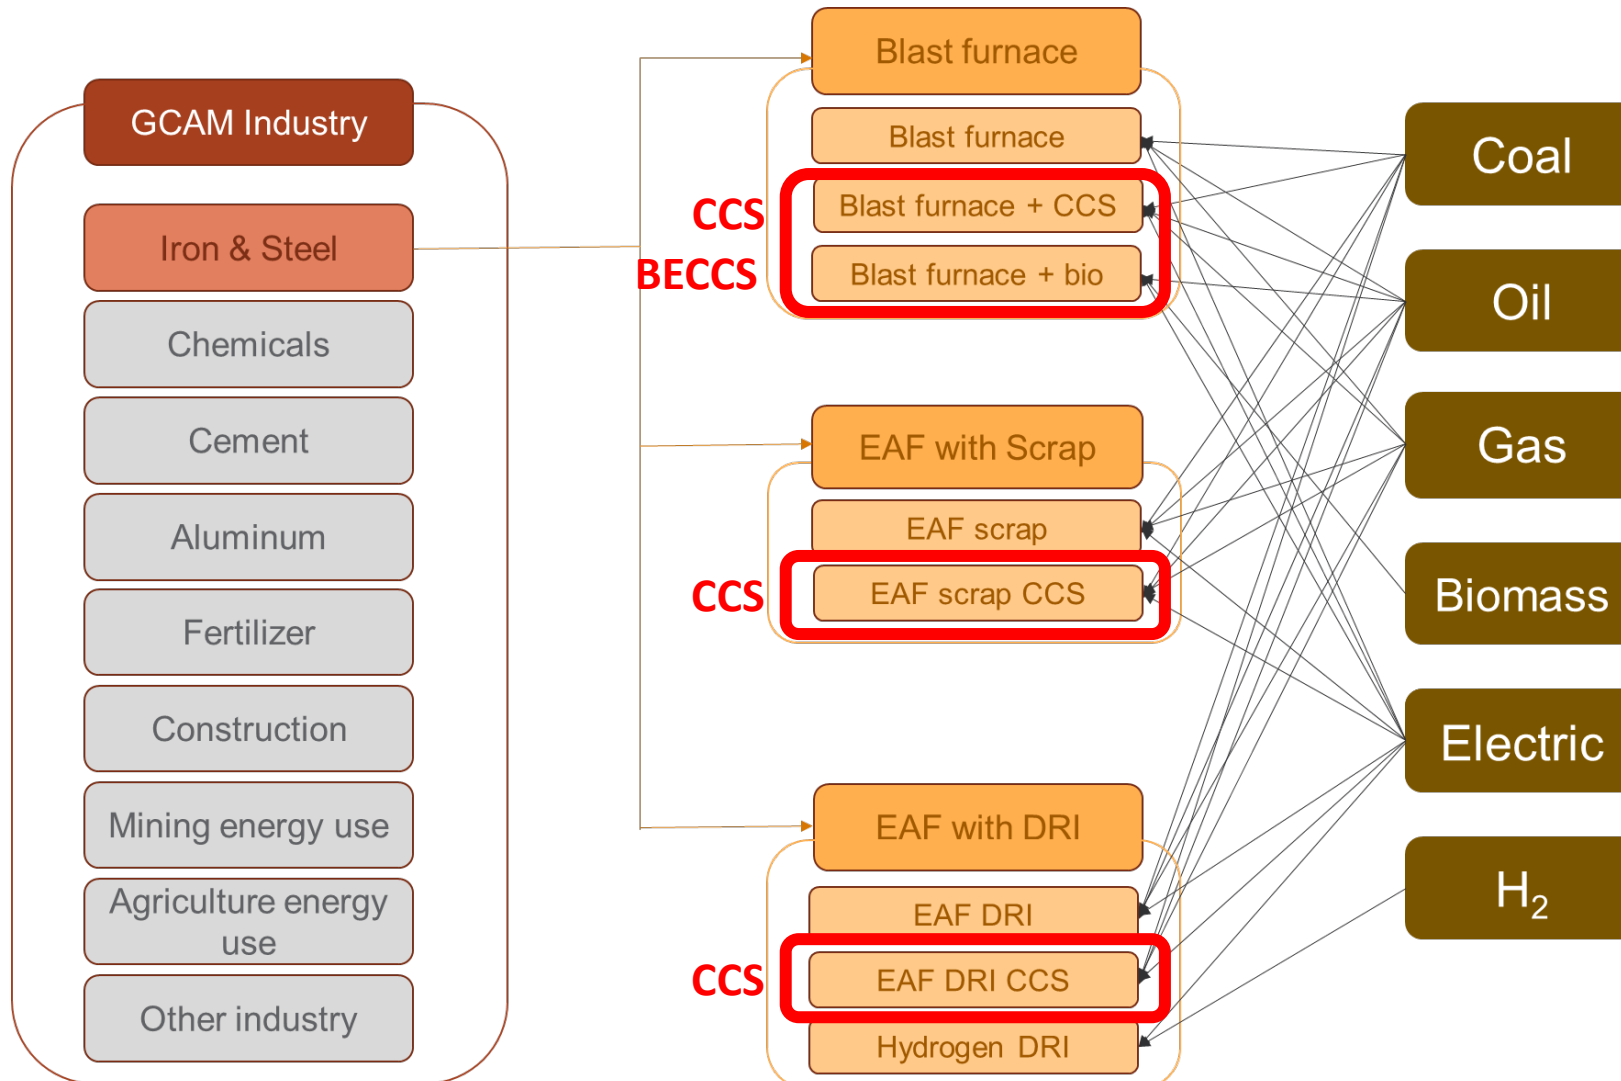 GCAM Industry
Iron & Steel
Chemicals
Cement
Aluminum
Fertilizer
Construction
Mining energy use
Agriculture energy
use
Other industry
Blast furnace
Blast furnace
CCS
Blast furnace + CCS
BECCS
Blast furnace + bio
EAF with Scrap
EAF scrap
CCS
EAF scrap CCS
EAF with DRI
EAF DRI
CCS
EAF DRI CCS
Hydrogen DRI
Coal
Oil
Gas
Biomass
Electric
H₂